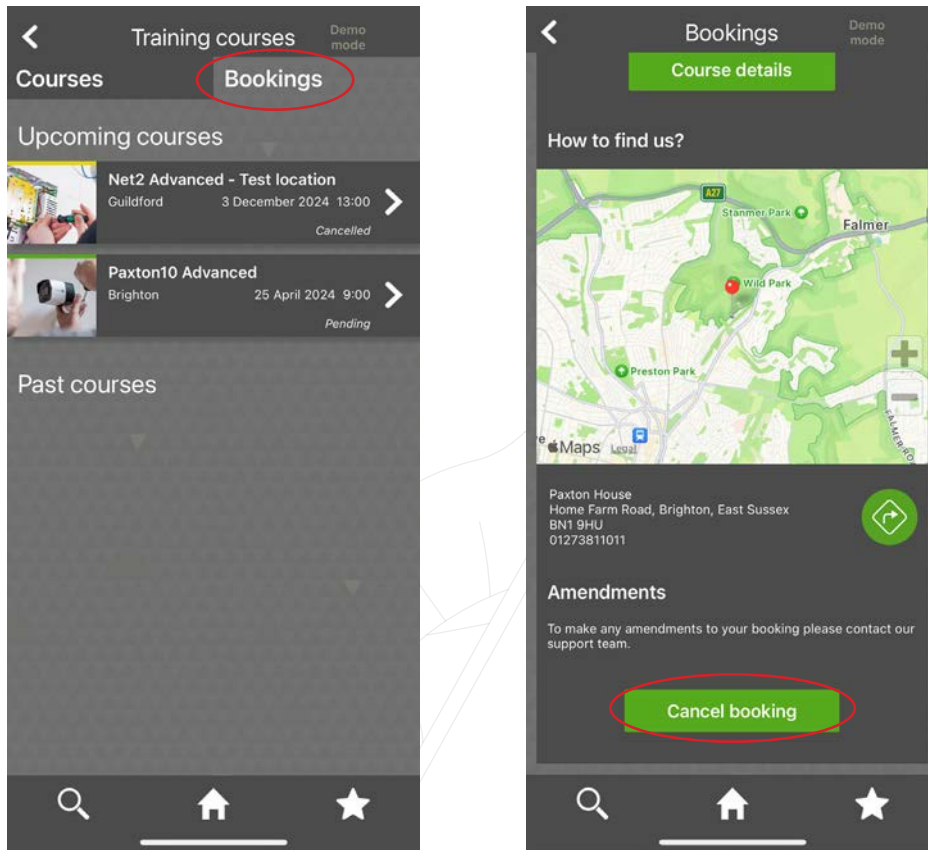 Training courses
Demo
mode
Courses
Bookings
Upcoming courses
Net2 Advanced - Test location
Guildford 3 December 2024 13:00
Cancelled
Paxton10 Advanced
Brighton 25 April 2024 9:00
Pending
Past courses
Bookings
Demo
mode
Course details
How to find us?
A27
Stanmer Park
Falmer
Wild Park
Preston Park
Maps Legal
FALMER RO
Paxton House
Home Farm Road, Brighton, East Sussex
BN1 9HU
01273811011
Amendments
To make any amendments to your booking please contact our
support team.
Cancel booking